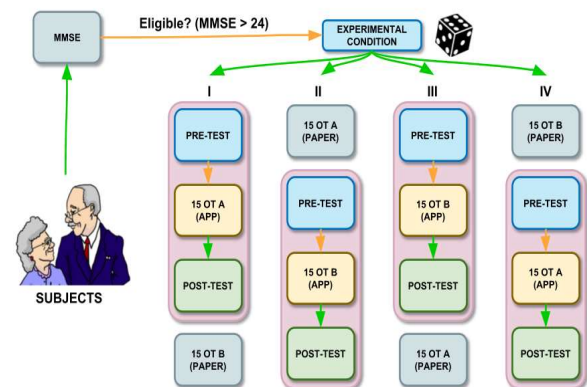 MMSE
Eligible? (MMSE > 24)
EXPERIMENTAL
CONDITION
SUBJECTS
I
PRE-TEST
15 OT A
(APP)
POST-TEST
15 OT B
(PAPER)
II
15 OT A
(PAPER)
PRE-TEST
15 OT B
(APP)
POST-TEST
III
PRE-TEST
15 OT B
(APP)
POST-TEST
15 OT A
(PAPER)
IV
15 OT B
(PAPER)
PRE-TEST
15 OT A
(APP)
POST-TEST